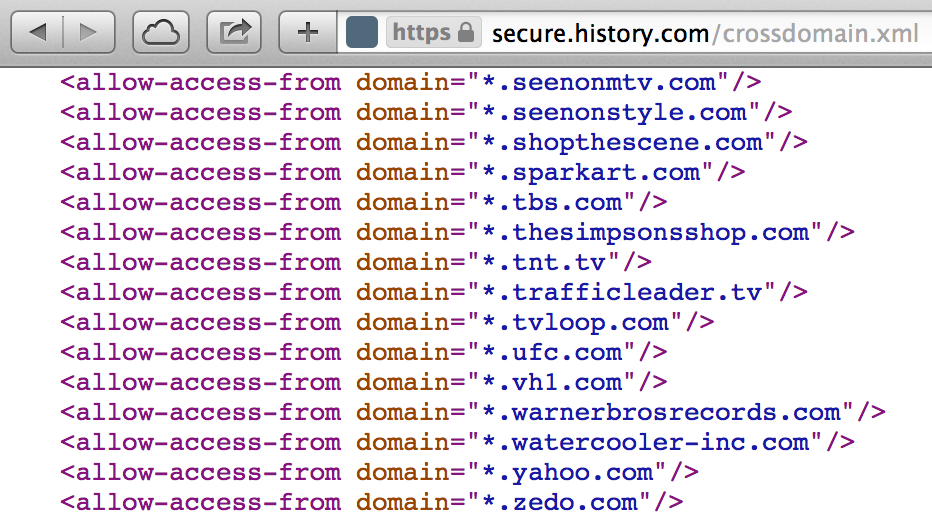 https secure.history.com/crossdomain.xml
<allow-access-from domain="*.seenonmtv.com"/>
<allow-access-from domain="*.seenonstyle.com"/>
<allow-access-from domain="*.shopthescene.com"/>
<allow-access-from domain="*.sparkart.com"/>
<allow-access-from domain="*.tbs.com"/>
<allow-access-from domain="*.thesimpsonsshop.com"/>
<allow-access-from domain="*.tnt.tv"/>
<allow-access-from domain="*.trafficleader.tv"/>
<allow-access-from domain="*.tvloop.com"/>
<allow-access-from domain="*.ufc.com"/>
<allow-access-from domain="*.vh1.com"/>
<allow-access-from domain="*.warnerbrosrecords.com"/>
<allow-access-from domain="*.watercooler-inc.com"/>
<allow-access-from domain="*.yahoo.com"/>
<allow-access-from domain="*.zedo.com"/>